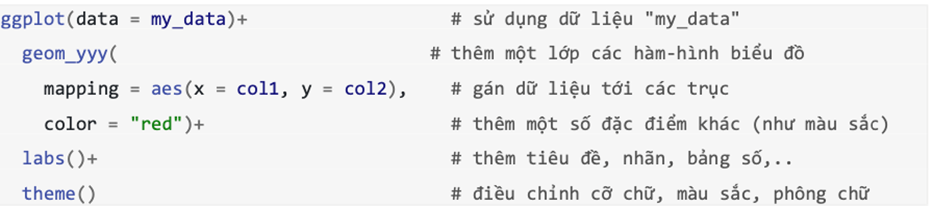 ggplot(data = my_data)+ # sử dụng dữ liệu "my_data"
geom_yyy( # thêm một lớp các hàm-hình biểu đồ
mapping = aes(x = col1, y = col2), # gán dữ liệu tới các trục
color = "red")+ # thêm một số đặc điểm khác (như màu sắc)
labs()+ # thêm tiêu đề, nhãn, bảng số,..
theme() # điều chỉnh cỡ chữ, màu sắc, phông chữ